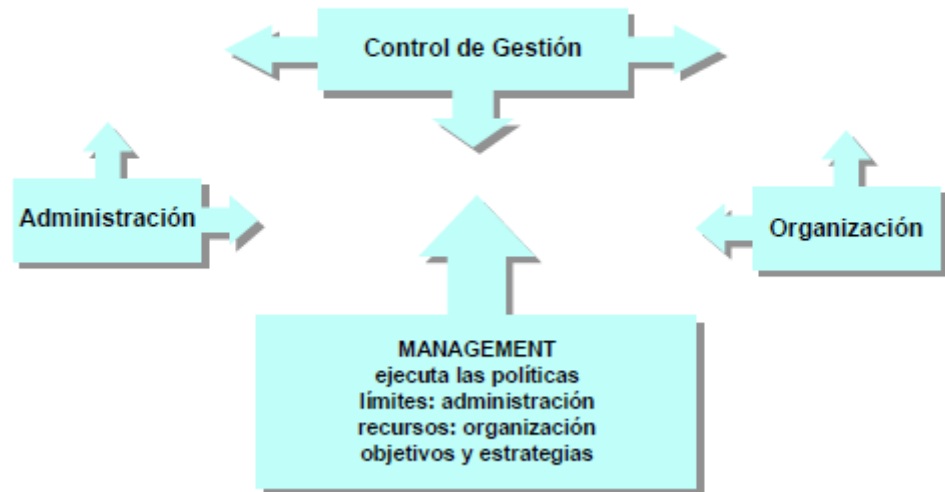 Control de Gestión
Administración
Organización
MANAGEMENT
ejecuta las políticas
límites: administración
recursos: organización
objetivos y estrategias